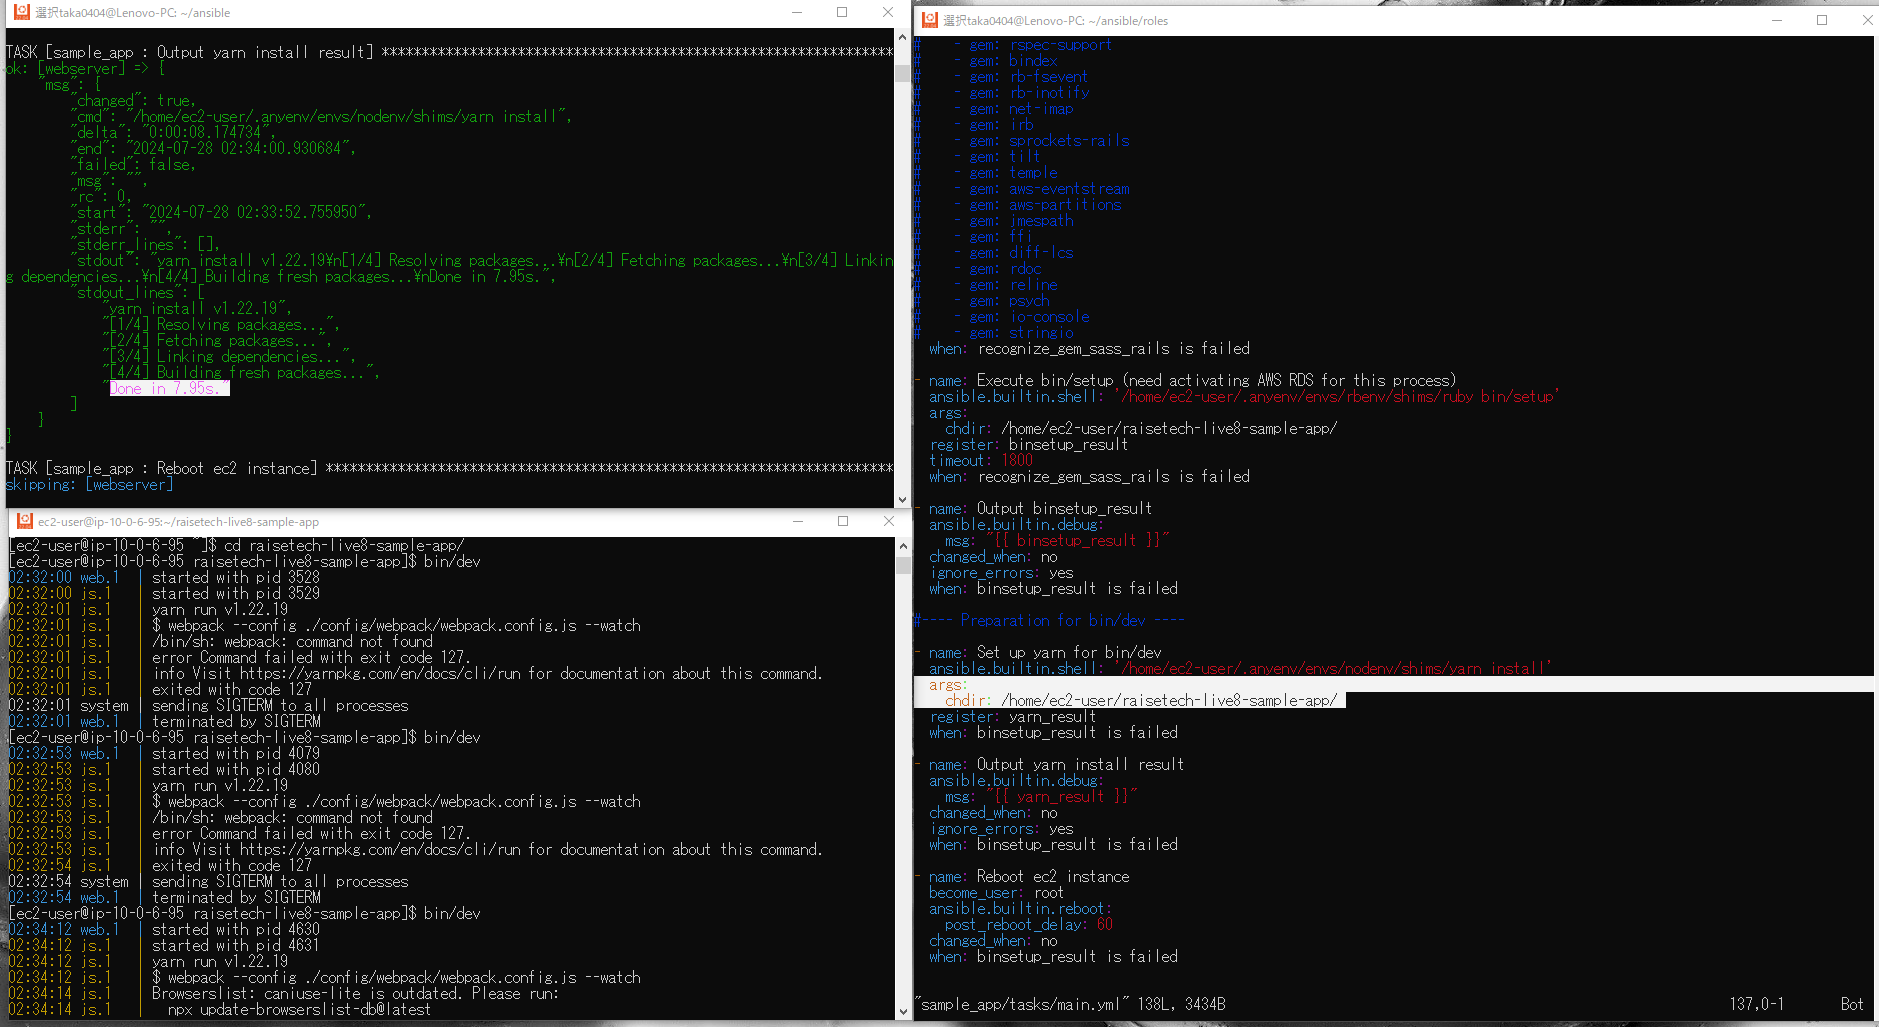 選択taka0404@Lenovo-PC: ~/ansible
TASK [sample_app : Output yarn install result] ****************************************************************
ok: [webserver] => {
    "msg": {
        "changed": true,
        "cmd": "/home/ec2-user/.anyenv/envs/nodenv/shims/yarn install",
        "delta": "0:00:08.174734",
        "end": "2024-07-28 02:34:00.930684",
        "failed": false,
        "msg": "",
        "rc": 0,
        "start": "2024-07-28 02:33:52.755950",
        "stderr": "",
        "stderr_lines": [],
        "stdout": "yarn install v1.22.19\n[1/4] Resolving packages...\n[2/4] Fetching packages...\n[3/4] Linkin
g dependencies...\n[4/4] Building fresh packages...\nDone in 7.95s.",
        "stdout_lines": [
            "yarn install v1.22.19",
            "[1/4] Resolving packages...",
            "[2/4] Fetching packages...",
            "[3/4] Linking dependencies...",
            "[4/4] Building fresh packages...",
            "Done in 7.95s."
        ]
    }
}
TASK [sample_app : Reboot ec2 instance] ***********************************************************************
skipping: [webserver]
ec2-user@ip-10-0-6-95:~/raisetech-live8-sample-app
[ec2-user@ip-10-0-6-95 ~]$ cd raisetech-live8-sample-app/
[ec2-user@ip-10-0-6-95 raisetech-live8-sample-app]$ bin/dev
02:32:00 web.1  | started with pid 3528
02:32:00 js.1   | started with pid 3529
02:32:01 js.1   | yarn run v1.22.19
02:32:01 js.1   | $ webpack --config ./config/webpack/webpack.config.js --watch
02:32:01 js.1   | /bin/sh: webpack: command not found
02:32:01 js.1   | error Command failed with exit code 127.
02:32:01 js.1   | info Visit https://yarnpkg.com/en/docs/cli/run for documentation about this command.
02:32:01 js.1   | exited with code 127
02:32:01 system | sending SIGTERM to all processes
02:32:01 web.1  | terminated by SIGTERM
[ec2-user@ip-10-0-6-95 raisetech-live8-sample-app]$ bin/dev
02:32:53 web.1  | started with pid 4079
02:32:53 js.1   | started with pid 4080
02:32:53 js.1   | yarn run v1.22.19
02:32:53 js.1   | $ webpack --config ./config/webpack/webpack.config.js --watch
02:32:53 js.1   | /bin/sh: webpack: command not found
02:32:53 js.1   | error Command failed with exit code 127.
02:32:53 js.1   | info Visit https://yarnpkg.com/en/docs/cli/run for documentation about this command.
02:32:54 js.1   | exited with code 127
02:32:54 system | sending SIGTERM to all processes
02:32:54 web.1  | terminated by SIGTERM
[ec2-user@ip-10-0-6-95 raisetech-live8-sample-app]$ bin/dev
02:34:12 web.1  | started with pid 4630
02:34:12 js.1   | started with pid 4631
02:34:12 js.1   | yarn run v1.22.19
02:34:12 js.1   | $ webpack --config ./config/webpack/webpack.config.js --watch
02:34:14 js.1   | Browserslist: caniuse-lite is outdated. Please run:
02:34:14 js.1   |   npx update-browserslist-db@latest
選択taka0404@Lenovo-PC: ~/ansible/roles
#    - gem: rspec-support
#    - gem: bindex
#    - gem: rb-fsevent
#    - gem: rb-inotify
#    - gem: net-imap
#    - gem: irb
#    - gem: sprockets-rails
#    - gem: tilt
#    - gem: temple
#    - gem: aws-eventstream
#    - gem: aws-partitions
#    - gem: jmespath
#    - gem: ffi
#    - gem: diff-lcs
#    - gem: rdoc
#    - gem: reline
#    - gem: psych
#    - gem: io-console
#    - gem: stringio
  when: recognize_gem_sass_rails is failed
- name: Execute bin/setup (need activating AWS RDS for this process)
  ansible.builtin.shell: '/home/ec2-user/.anyenv/envs/rbenv/shims/ruby bin/setup'
  args:
    chdir: /home/ec2-user/raisetech-live8-sample-app/
  register: binsetup_result
  timeout: 1800
  when: recognize_gem_sass_rails is failed
- name: Output binsetup_result
  ansible.builtin.debug:
    msg: "[[ binsetup_result ]]"
  changed_when: no
  ignore_errors: yes
  when: binsetup_result is failed
#---- Preparation for bin/dev ----
- name: Set up yarn for bin/dev
  ansible.builtin.shell: '/home/ec2-user/.anyenv/envs/nodenv/shims/yarn install'
  args:
    chdir: /home/ec2-user/raisetech-live8-sample-app/
  register: yarn_result
  when: binsetup_result is failed
- name: Output yarn install result
  ansible.builtin.debug:
    msg: "[[ yarn_result ]]"
  changed_when: no
  ignore_errors: yes
  when: binsetup_result is failed
- name: Reboot ec2 instance
  become_user: root
  ansible.builtin.reboot:
    post_reboot_delay: 60
  changed_when: no
  when: binsetup_result is failed
"sample_app/tasks/main.yml" 138L, 3434B 137,0-1 Bot